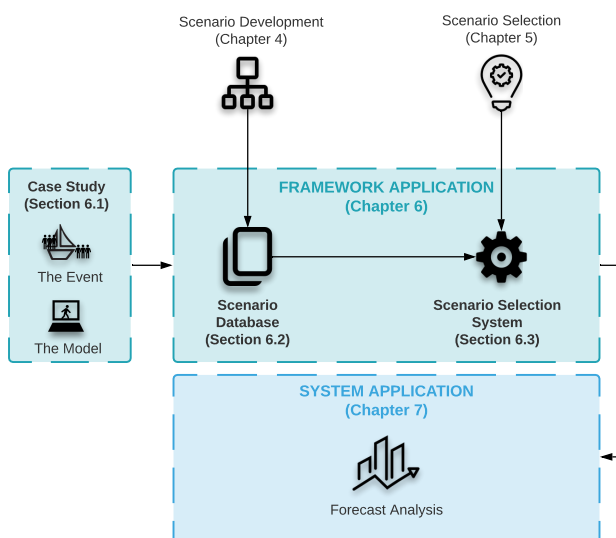 Scenario Development
(Chapter 4)
Scenario Selection
(Chapter 5)
Case Study
(Section 6.1)
The Event
The Model
FRAMEWORK APPLICATION
(Chapter 6)
Scenario
Database
(Section 6.2)
Scenario Selection
System
(Section 6.3)
SYSTEM APPLICATION
(Chapter 7)
Forecast Analysis